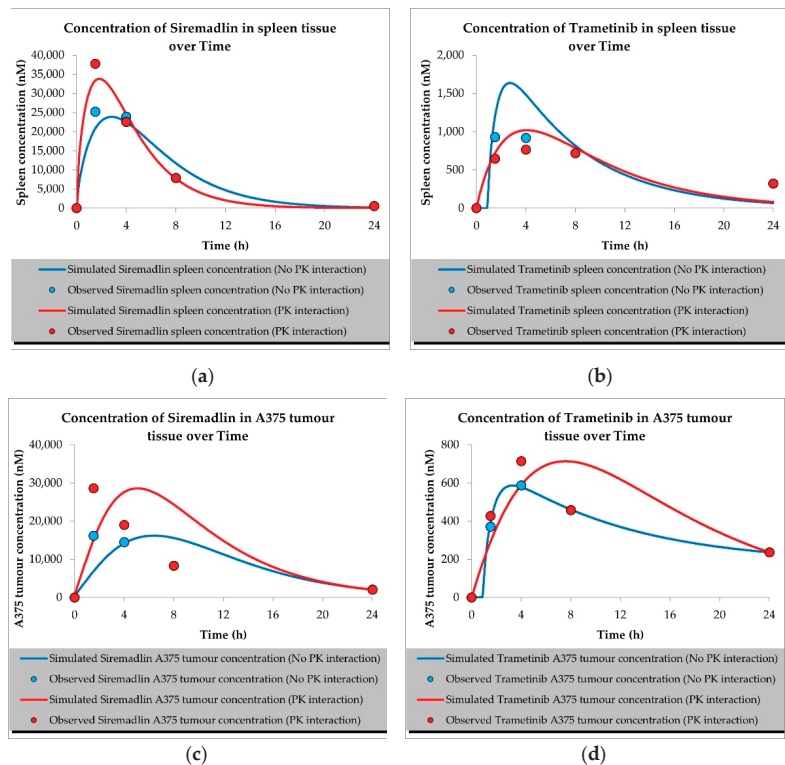 Concentration of Siremadlin in spleen tissue
over Time
Spleen concentration (nM)
40,000
35,000
30,000
25,000
20,000
15,000
10,000
5,000
0
0 4 8 12 16 20 24
Time (h)
Simulated Siremadlin spleen concentration (No PK interaction)
Observed Siremadlin spleen concentration (No PK interaction)
Simulated Siremadlin spleen concentration (PK interaction)
Observed Siremadlin spleen concentration (PK interaction)
(a)
Concentration of Trametinib in spleen tissue
over Time
Spleen concentration (nM)
2,000
1,500
1,000
500
0
0 4 8 12 16 20 24
Time (h)
Simulated Trametinib spleen concentration (No PK interaction)
Observed Trametinib spleen concentration (No PK interaction)
Simulated Trametinib spleen concentration (PK interaction)
Observed Trametinib spleen concentration (PK interaction)
(b)
Concentration of Siremadlin in A375 tumour
tissue over Time
A375 tumour concentration (nM)
40,000
30,000
20,000
10,000
0
0 4 8 12 16 20 24
Time (h)
Simulated Siremadlin A375 tumour concentration (No PK interaction)
Observed Siremadlin A375 tumour concentration (No PK interaction)
Simulated Siremadlin A375 tumour concentration (PK interaction)
Observed Siremadlin A375 tumour concentration (PK interaction)
(c)
Concentration of Trametinib in A375 tumour
tissue over Time
A375 tumour concentration (nM)
800
600
400
200
0
0 4 8 12 16 20 24
Time (h)
Simulated Trametinib A375 tumour concentration (No PK interaction)
Observed Trametinib A375 tumour concentration (No PK interaction)
Simulated Trametinib A375 tumour concentration (PK interaction)
Observed Trametinib A375 tumour concentration (PK interaction)
(d)